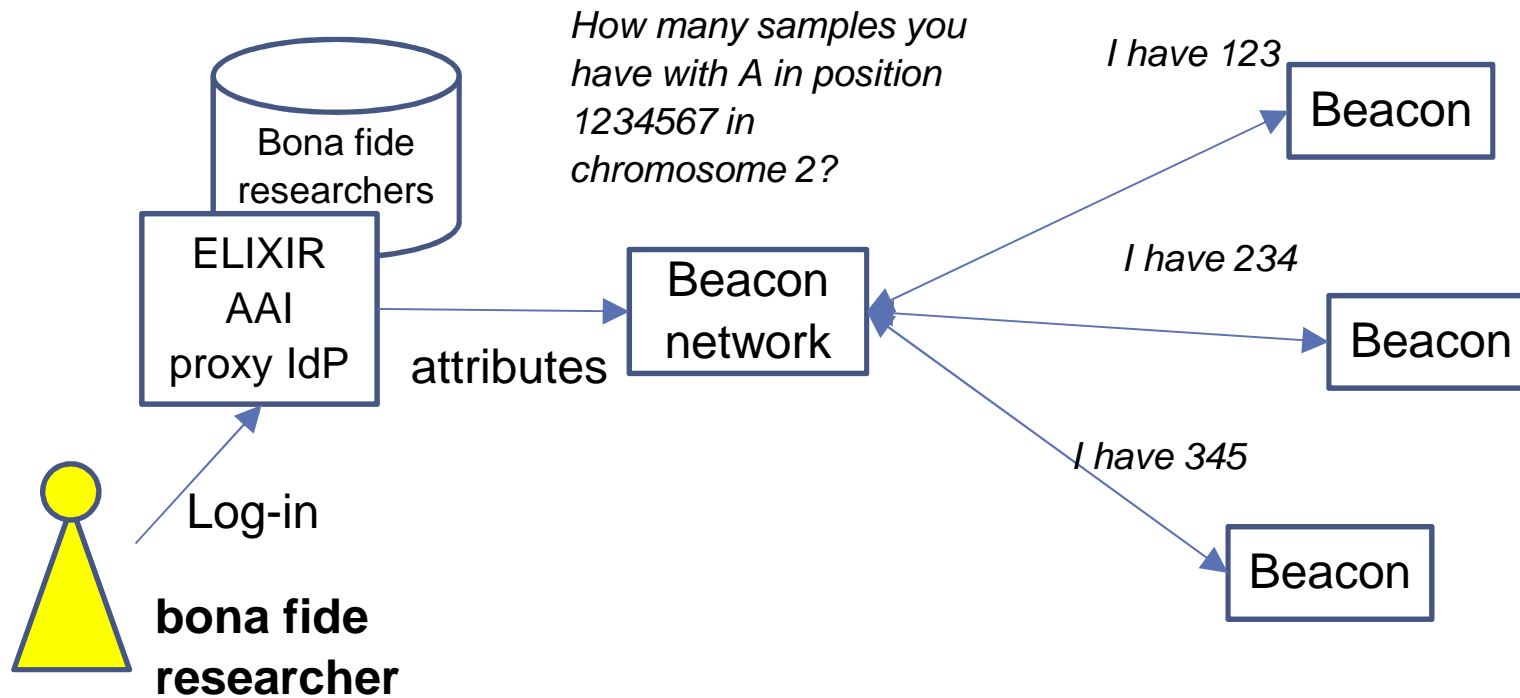 How many samples you
have with A in position
1234567 in
chromosome 2?
I have 123
Beacon
Bona fide
researchers
ELIXIR
AAI
proxy IdP
attributes
Beacon
network
I have 234
Beacon
I have 345
Beacon
Log-in
bona fide
researcher